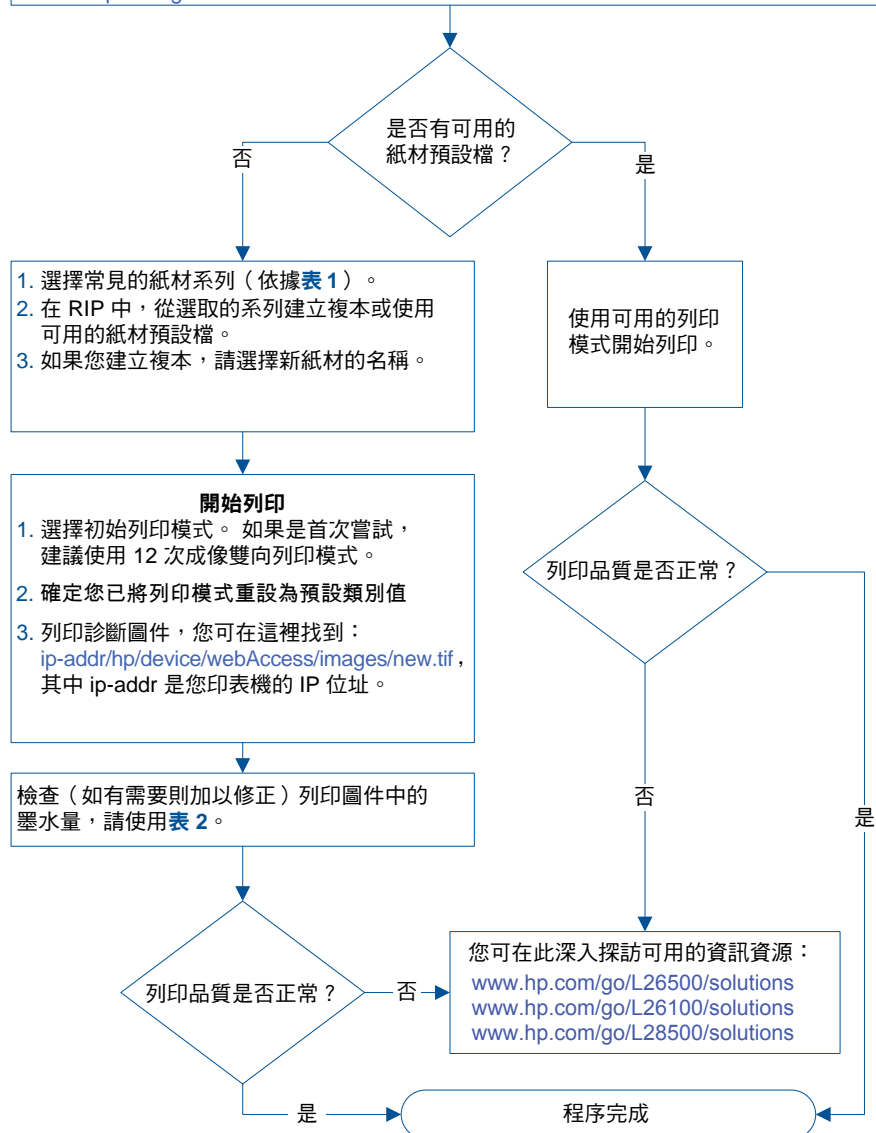 是否有可用的
紙材預設檔？
否
是
1. 選擇常見的紙材系列（依據表 1）。
2. 在 RIP 中，從選取的系列建立複本或使用
可用的紙材預設檔。
3. 如果您建立複本，請選擇新紙材的名稱。
使用可用的列印
模式開始列印。
開始列印
1. 選擇初始列印模式。 如果是首次嘗試，
建議使用 12 次成像雙向列印模式。
2. 確定您已將列印模式重設為預設類別值
3. 列印診斷圖件，您可在這裡找到：
ip-addr/hp/device/webAccess/images/new.tif，
其中 ip-addr 是您印表機的 IP 位址。
列印品質是否正常？
否
是
檢查（如有需要則加以修正）列印圖件中的
墨水量，請使用表 2。
列印品質是否正常？
否
您可在此深入探訪可用的資訊資源：
www.hp.com/go/L26500/solutions
www.hp.com/go/L26100/solutions
www.hp.com/go/L28500/solutions
是
程序完成